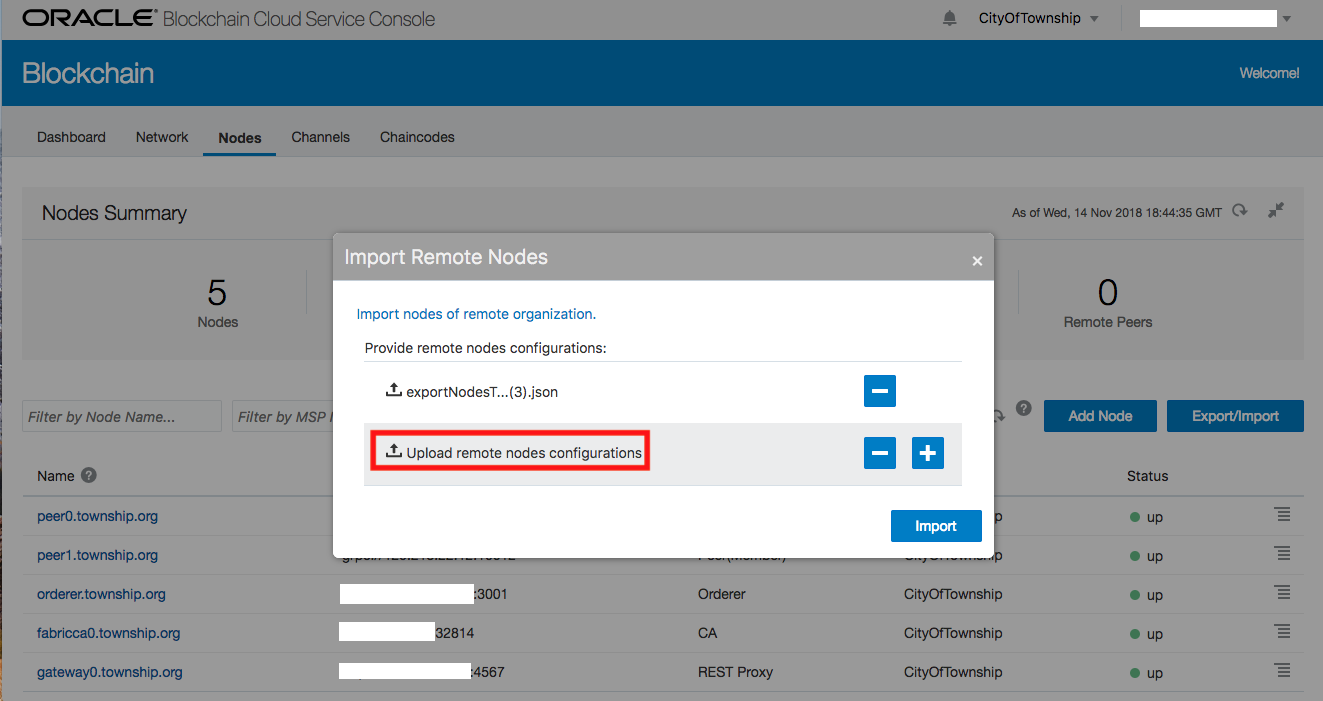 ORACLE® Blockchain Cloud Service Console
CityOfTownship
Blockchain
Welcome!
Dashboard Network Nodes Channels Chaincodes
Nodes Summary
As of Wed, 14 Nov 2018 18:44:35 GMT
5
Nodes
0
Remote Peers
Import Remote Nodes
×
Import nodes of remote organization.
Provide remote nodes configurations:
exportNodesT...(3).json
Upload remote nodes configurations
Import
Filter by Node Name...
Filter by MSP
?
Add Node
Export/Import
Name ? Status
peer0.township.org p up
peer1.township.org up
orderer.township.org :3001 Orderer CityOfTownship up
fabricca0.township.org 32814 CA CityOfTownship up
gateway0.township.org :4567 REST Proxy CityOfTownship up